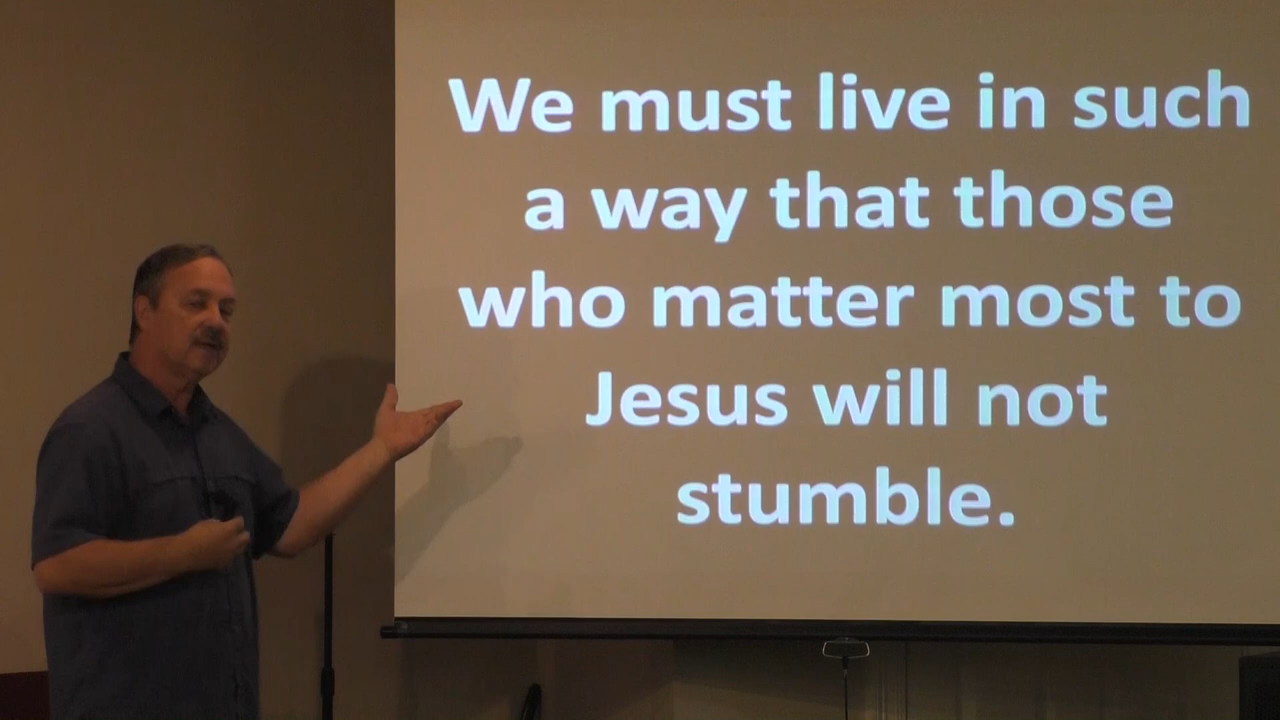 We must live in such
a way that those
who matter most to
Jesus will not
stumble.